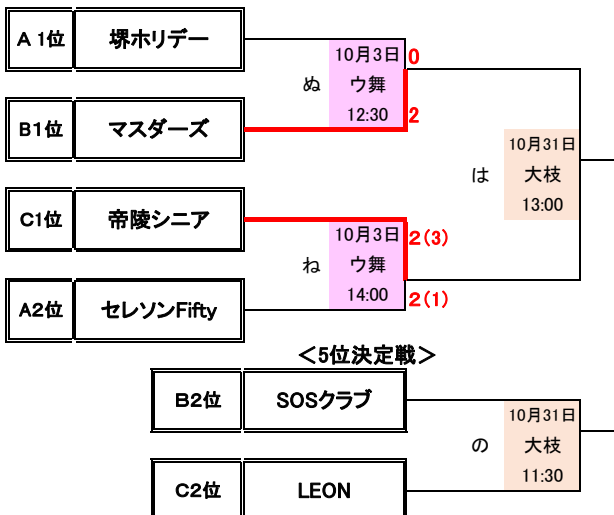 A 1位 堺ホリデー
10月3日 0
ぬ ウ舞
12:30 2
B1位 マスダーズ
10月31日
は 大枝
13:00
C1位 帝陵シニア
10月3日 2(3)
ね ウ舞
14:00 2(1)
A2位 セレソンFifty
＜5位決定戦＞
B2位 SOSクラブ
10月31日
の 大枝
11:30
C2位 LEON